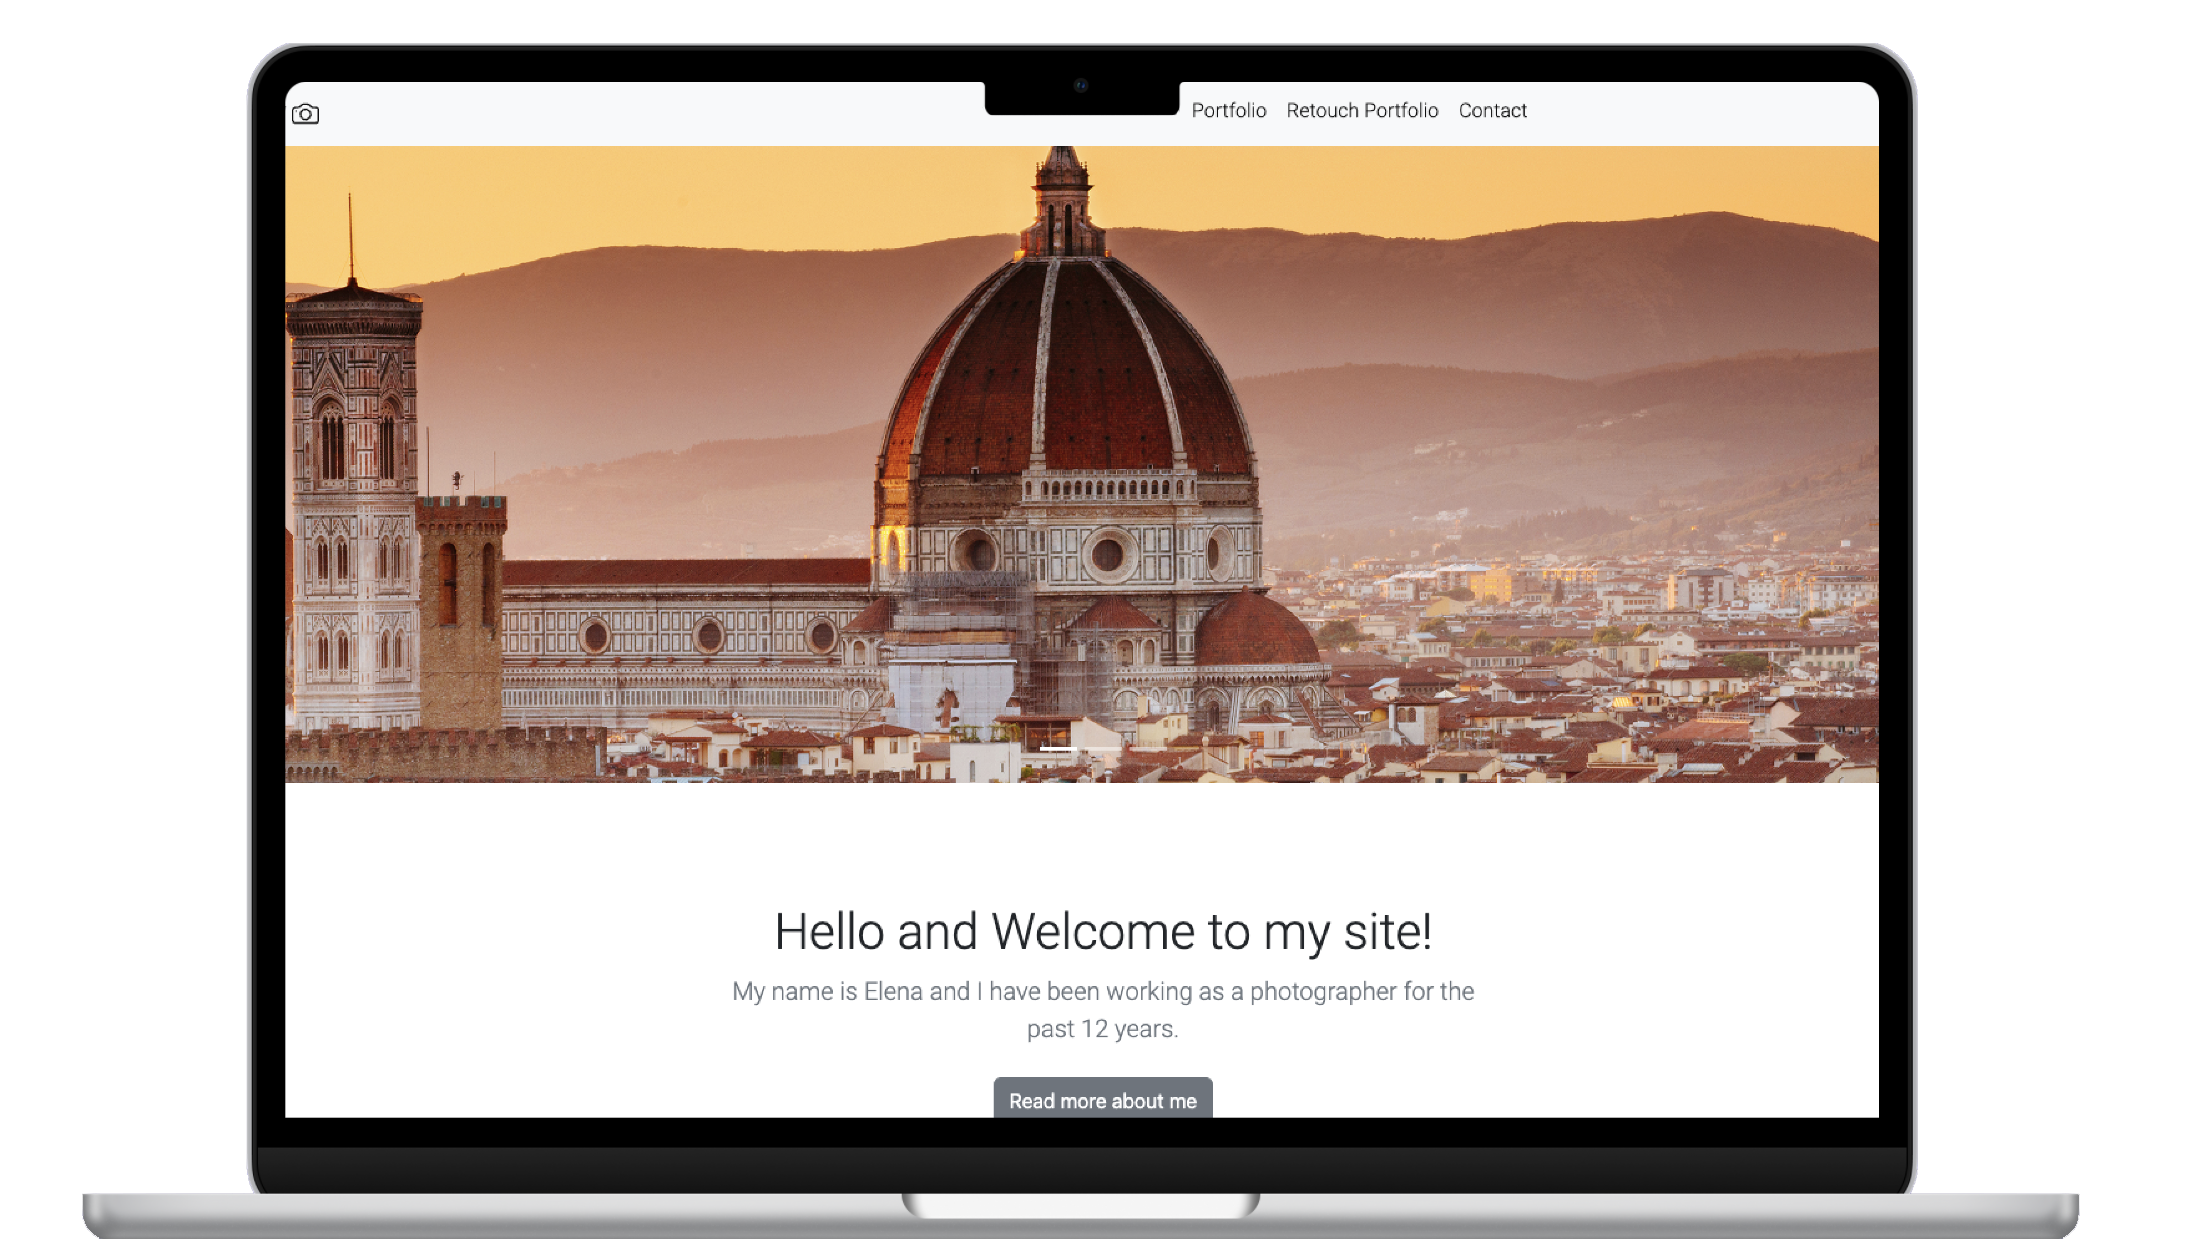 Portfolio Retouch Portfolio Contact
Hello and Welcome to my site!
My name is Elena and I have been working as a photographer for the
past 12 years.
Read more about me